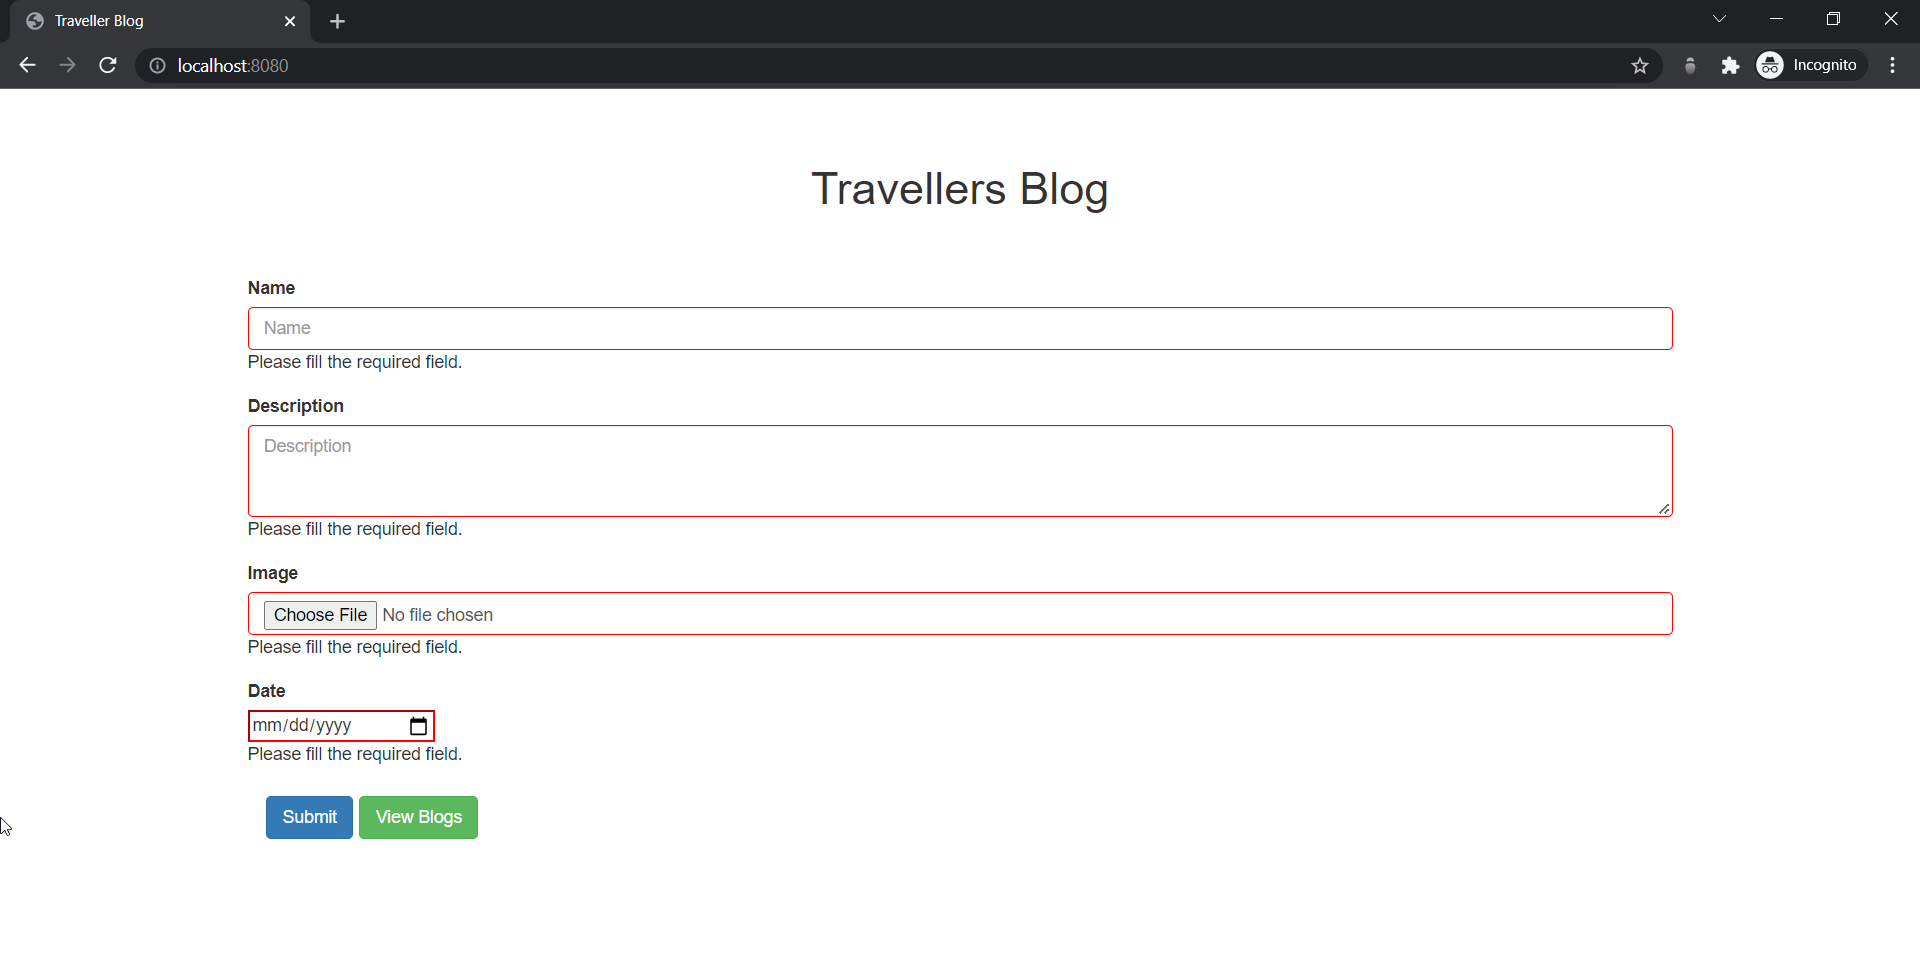 Traveller Blog
localhost:8080
Incognito
Travellers Blog
Name
Name
Please fill the required field.
Description
Description
Please fill the required field.
Image
Choose File No file chosen
Please fill the required field.
Date
mm/dd/yyyy
Please fill the required field.
Submit View Blogs